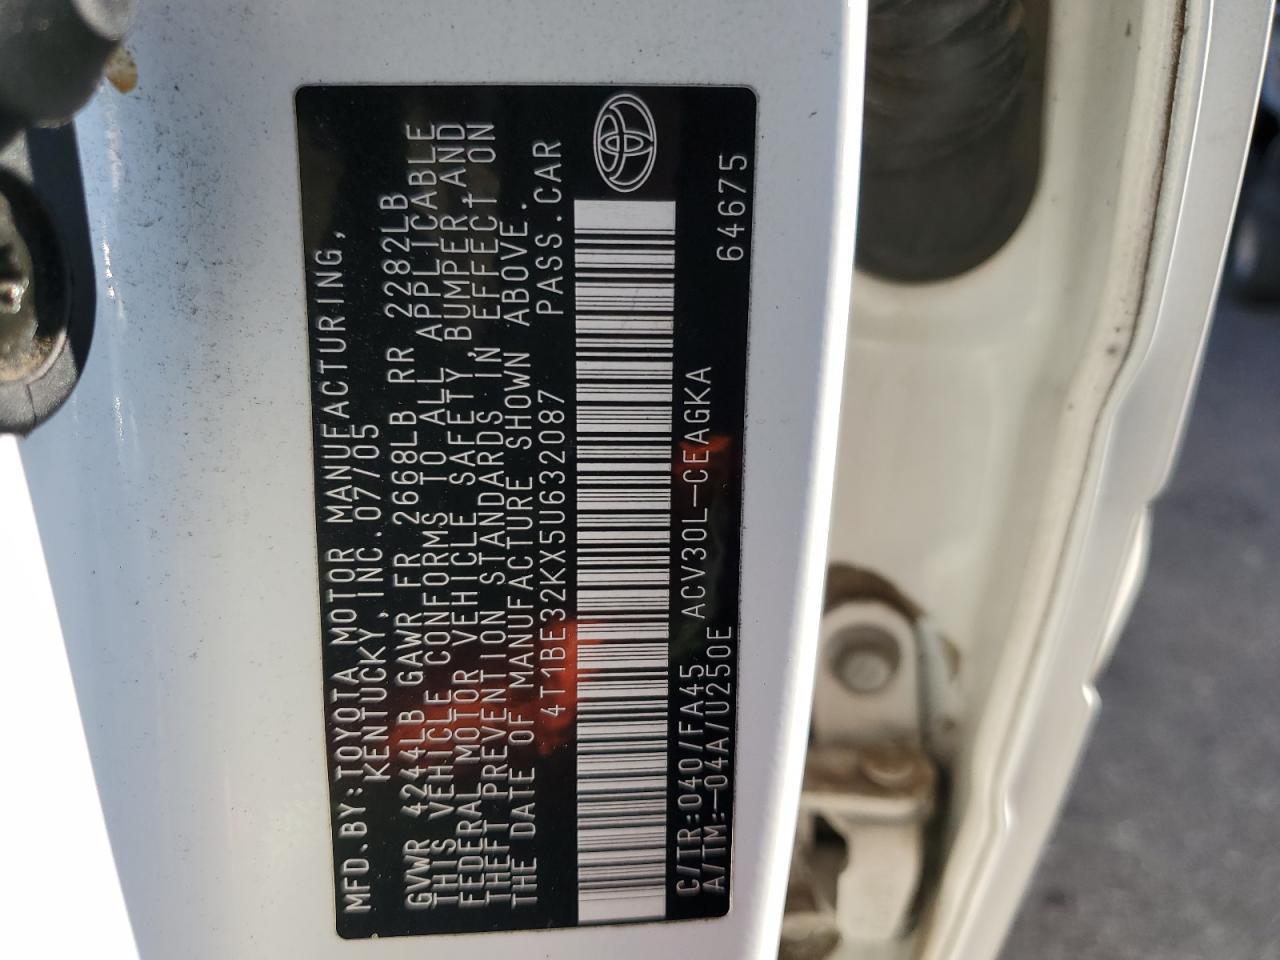 MFD.BY:TOYOTA MOTOR MANUFACTURING,
KENTUCKY, INC. 07/05
GVWR 4244LB GAWR FR 2668LB RR 2282LB
THIS VEHICLE CONFORMS TO ALL APPLICABLE
FEDERAL MOTOR VEHICLE SAFETY, BUMPER, AND
THEFT PREVENTION STANDARDS IN EFFECT ON
THE DATE OF MANUFACTURE SHOWN ABOVE.
4T1BE32KX5U632087 PASS.CAR
C/TR:040/FA45 ACV30L-CEAGKA
A/TM:-04A/U250E 64675